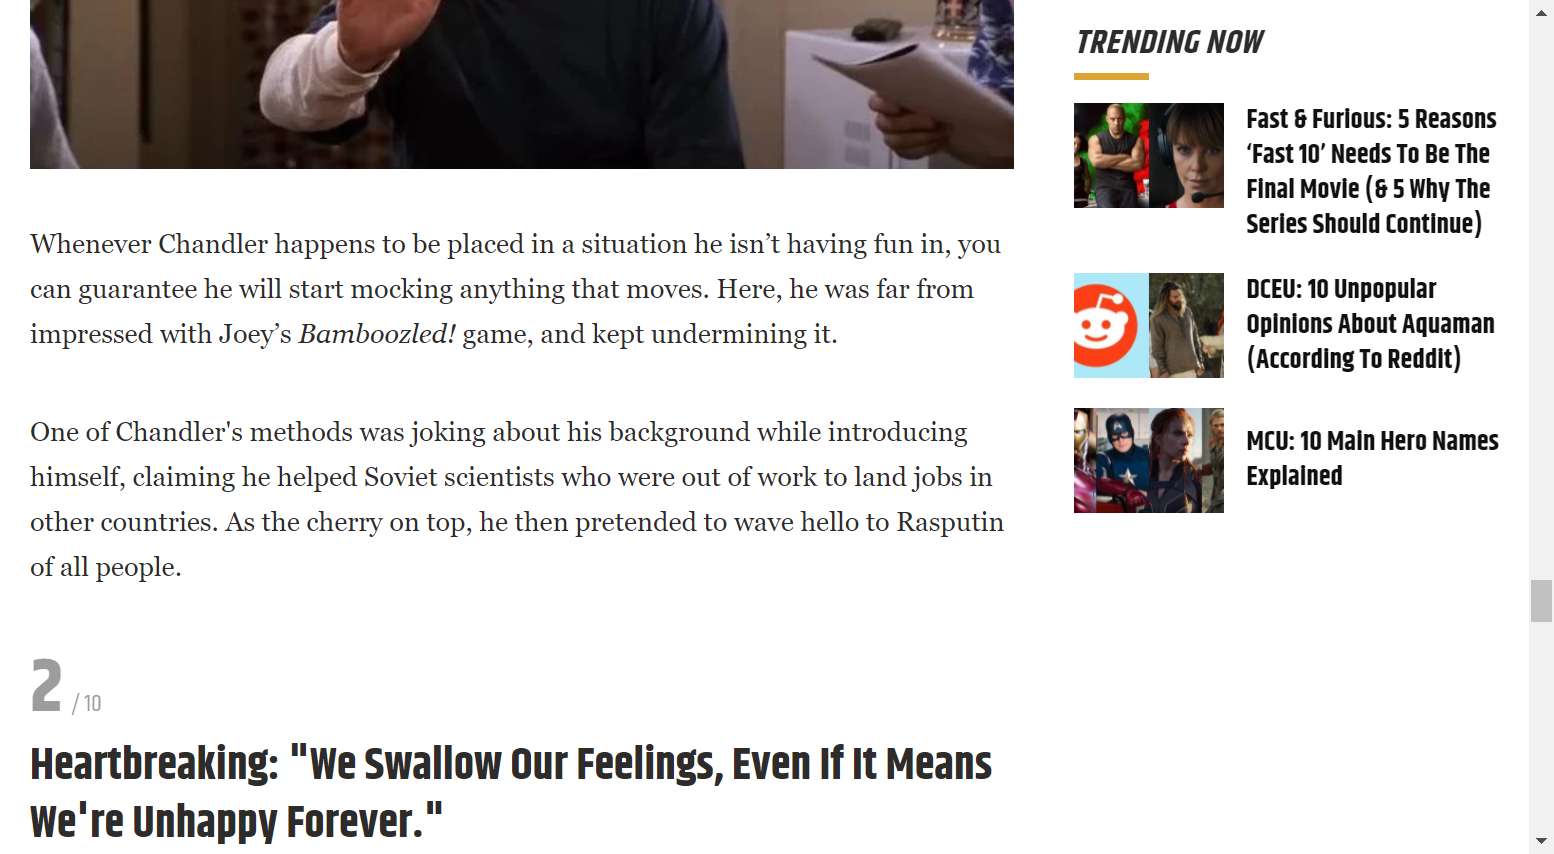 Whenever Chandler happens to be placed in a situation he isn’t having fun in, you
can guarantee he will start mocking anything that moves. Here, he was far from
impressed with Joey’s Bamboozled! game, and kept undermining it.
One of Chandler's methods was joking about his background while introducing
himself, claiming he helped Soviet scientists who were out of work to land jobs in
other countries. As the cherry on top, he then pretended to wave hello to Rasputin
of all people.
2 / 10
Heartbreaking: "We Swallow Our Feelings, Even If It Means
We're Unhappy Forever."
TRENDING NOW
Fast & Furious: 5 Reasons
‘Fast 10’ Needs To Be The
Final Movie (& 5 Why The
Series Should Continue)
DCEU: 10 Unpopular
Opinions About Aquaman
(According To Reddit)
MCU: 10 Main Hero Names
Explained